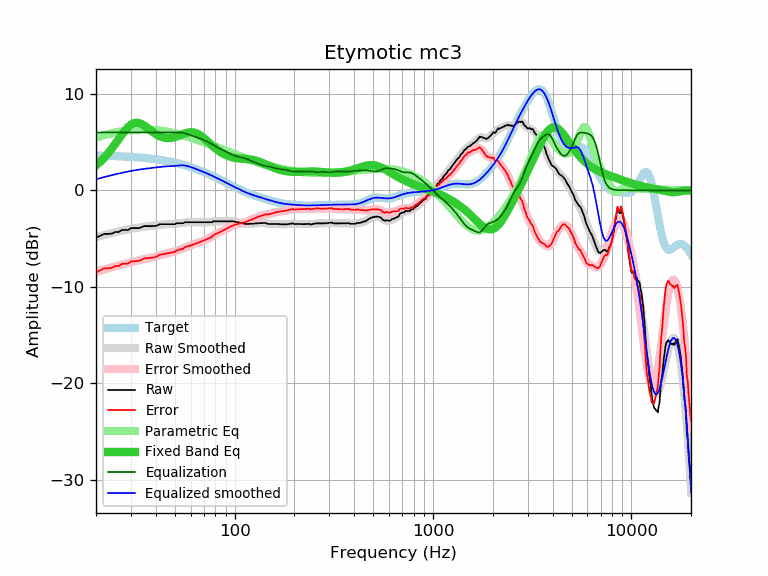 Etymotic mc3
10
0
−10
−20
−30
Amplitude (dBr)
Target
Raw Smoothed
Error Smoothed
Raw
Error
Parametric Eq
Fixed Band Eq
Equalization
Equalized smoothed
100
1000
10000
Frequency (Hz)